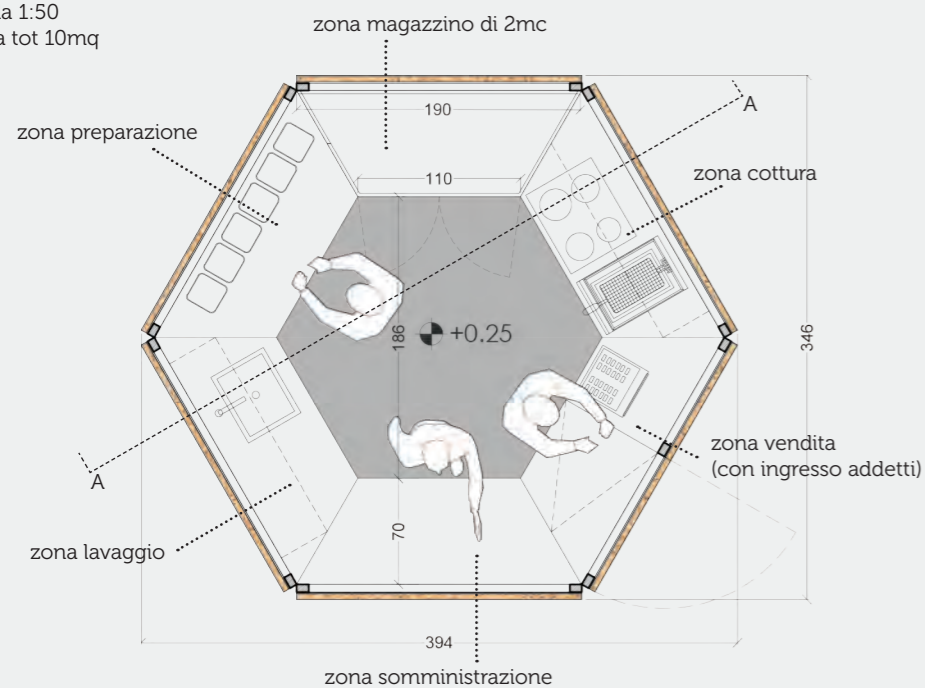 1:50
tot 10mq
zona magazzino di 2mc
A
190
zona preparazione
110
zona cottura
186
+0.25
346
zona vendita
(con ingresso addetti)
A
70
zona lavaggio
394
zona somministrazione